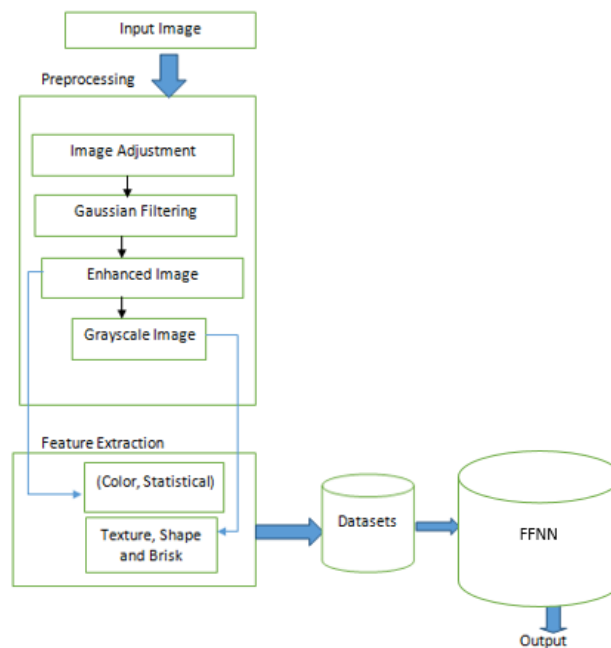 Input Image
Preprocessing
Image Adjustment
Gaussian Filtering
Enhanced Image
Grayscale Image
Feature Extraction
(Color, Statistical)
Texture, Shape
and Brisk
Datasets
FFNN
Output